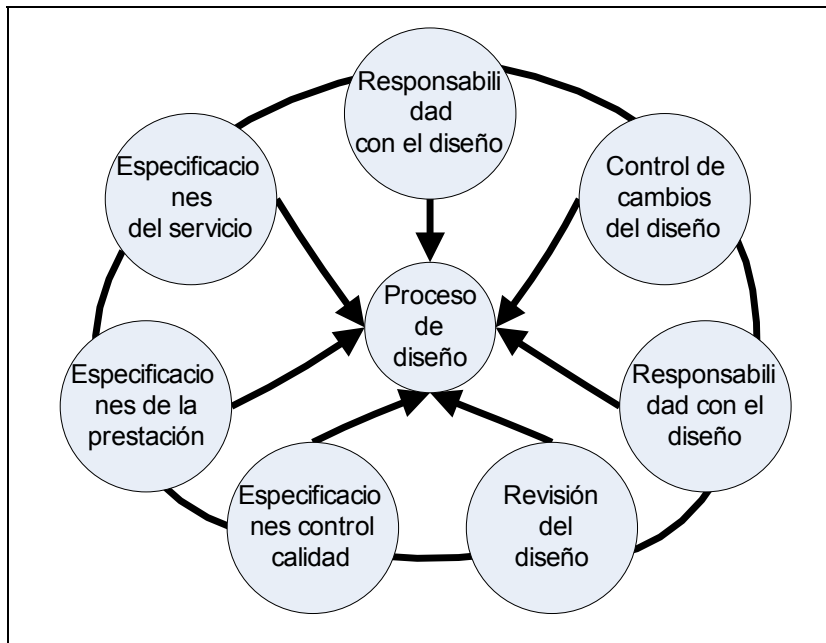 Responsabili
dad
con el diseño
Especificacio
nes
del servicio
Control de
cambios
del diseño
Proceso
de
diseño
Especificacio
nes de la
prestación
Responsabili
dad con el
diseño
Especificacio
nes control
calidad
Revisión
del
diseño